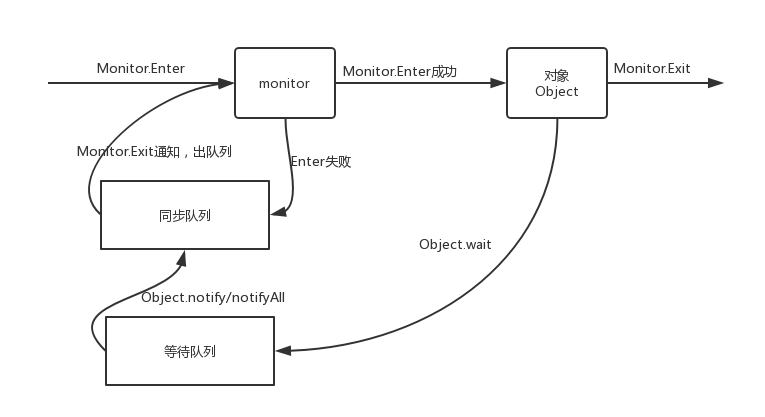 Monitor.Enter
monitor
Monitor.Enter成功
对象
Object
Monitor.Exit
Monitor.Exit通知，出队列
Enter失败
同步队列
Object.wait
Object.notify/notifyAll
等待队列